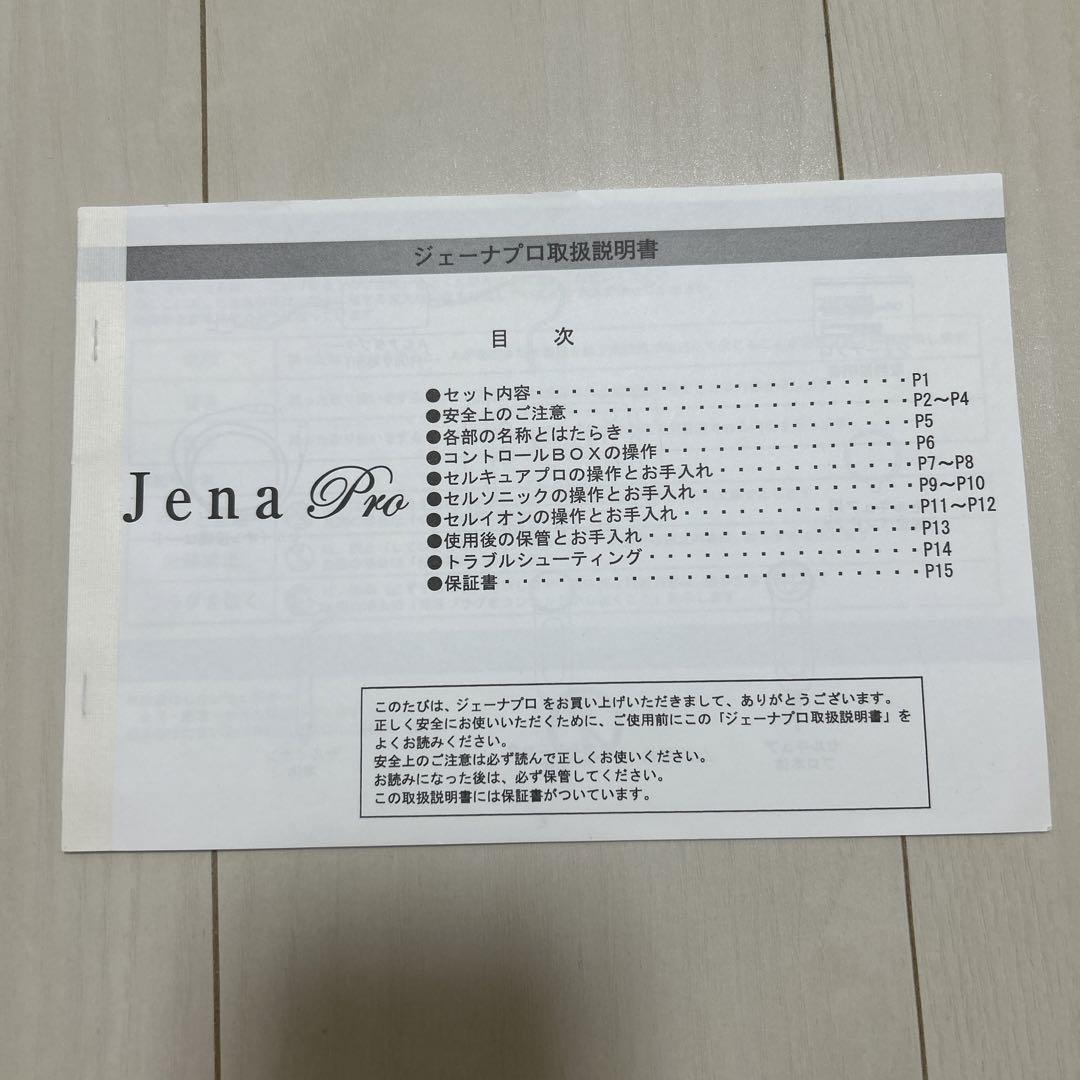 ジェーナプロ取扱説明書
目 次
●セット内容・・・・・・・・・・・・・・・・・・・・・P1
●安全上のご注意・・・・・・・・・・・・・・・・・・・P2～P4
●各部の名称とはたらき・・・・・・・・・・・・・・・・P5
●コントロールBOXの操作・・・・・・・・・・・・・・P6
●セルキュアプロの操作とお手入れ・・・・・・・・・・・P7～P8
●セルソニックの操作とお手入れ・・・・・・・・・・・・P9～P10
●セルイオンの操作とお手入れ・・・・・・・・・・・・・P11～P12
●使用後の保管とお手入れ・・・・・・・・・・・・・・・P13
●トラブルシューティング・・・・・・・・・・・・・・・P14
●保証書・・・・・・・・・・・・・・・・・・・・・・・P15
Jena Pro
このたびは、ジェーナプロ をお買い上げいただきまして、ありがとうございます。
正しく安全にお使いいただくために、ご使用前にこの「ジェーナプロ取扱説明書」を
よくお読みください。
安全上のご注意は必ず読んで正しくお使いください。
お読みになった後は、必ず保管してください。
この取扱説明書には保証書がついています。